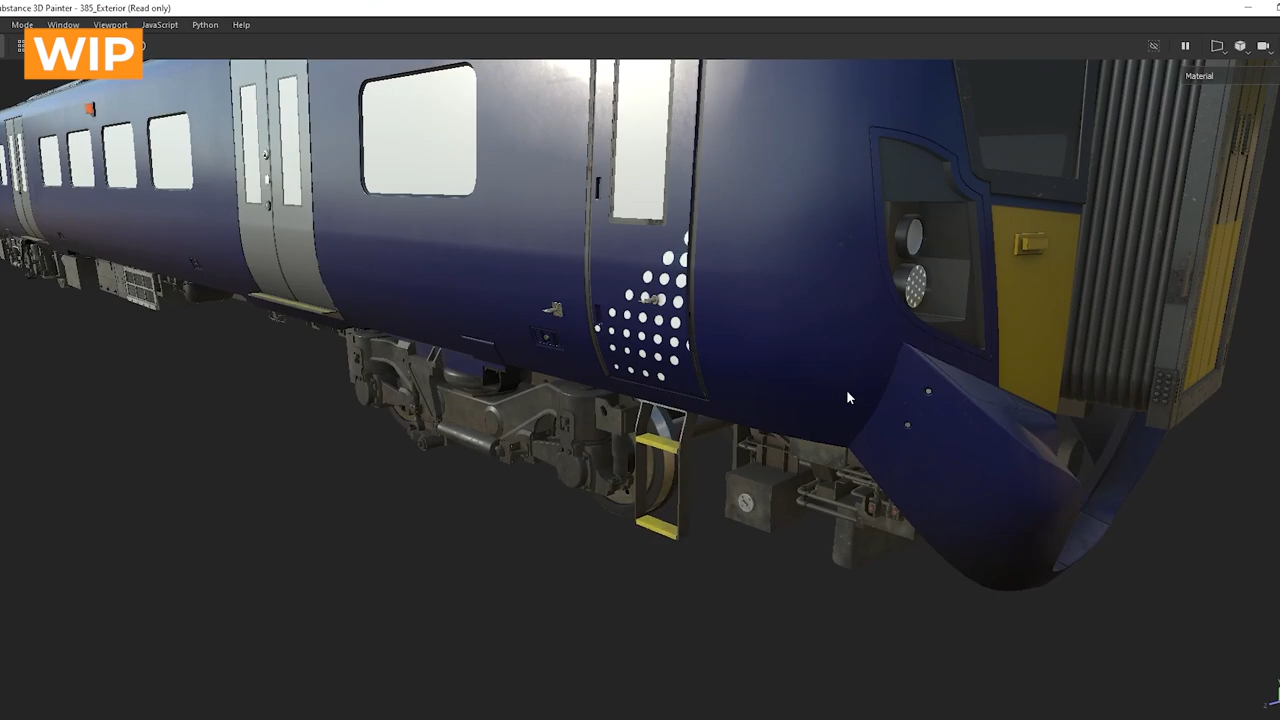 ubstance 3D Painter - 385_Exterior (Read only)
Mode Window Viewport JavaScript Python Help
WIP
Material